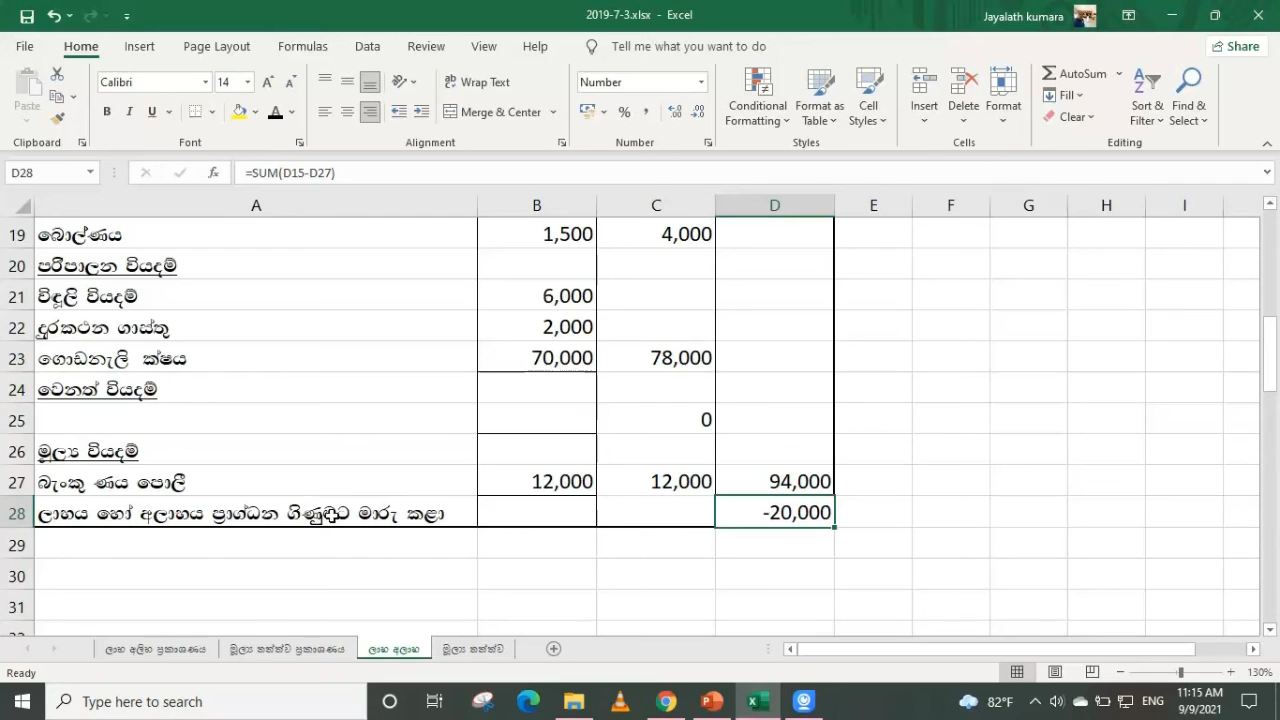 2019-7-3.xlsx - Excel
Jayalath kumara
File Home Insert Page Layout Formulas Data Review View Help Tell me what you want to do Share
Paste
Calibri 14
B I U A
Wrap Text
Merge & Center
Number
Conditional Formatting
Format as Table
Cell Styles
Insert Delete Format
AutoSum
Fill
Clear
Sort & Filter
Find & Select
Clipboard Font Alignment Number Styles Cells Editing
D28 fx =SUM(D15-D27)
A B C D E F G H I
19 බොල්ණය 1,500 4,000
20 පරිපාලන වියදම්
21 විඳුලි වියදම් 6,000
22 දුරකථන ගාස්තු 2,000
23 ගොඩනැලි ක්ෂය 70,000 78,000
24 වෙනත් වියදම්
25 0
26 මූල්‍ය වියදම්
27 බැංකු ණය පොලී 12,000 12,000 94,000
28 ලාභය හෝ අලාභය ප්‍රාග්ධන ගිණුමට මාරු කළා -20,000
29
30
31
ලාභ අලිභ ප්‍රකාශණය මූල්‍ය තත්ත්ව ප්‍රකාශණය ලාභ අලාභ මූල්‍ය තත්ත්ව
Ready 130%
Type here to search
82°F ENG 11:15 AM
9/9/2021